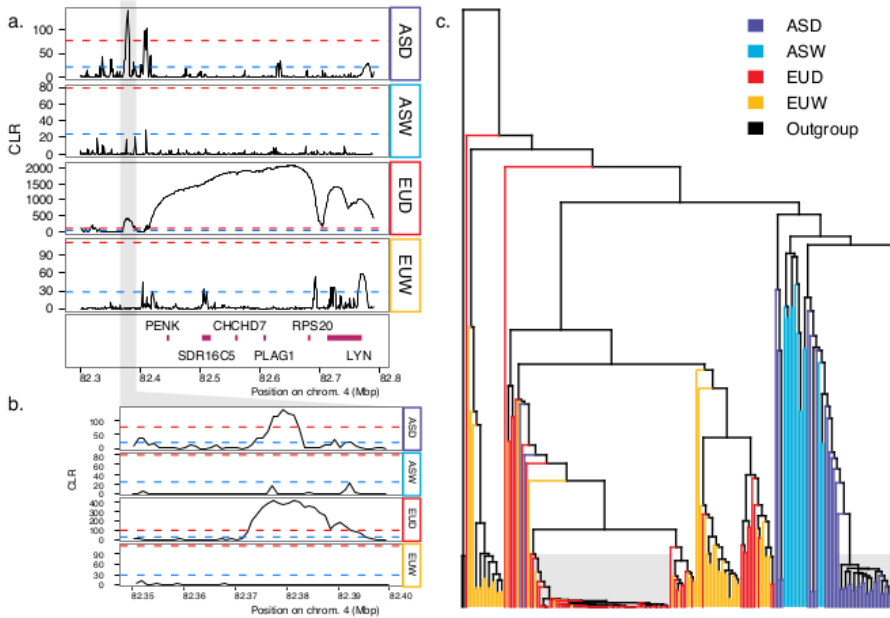 a.
CLR
100
50
0
ASD
80
60
40
20
0
ASW
2000
1500
1000
500
0
EUD
90
60
30
0
EUW
PENK CHCHD7 RPS20
SDR16C5 PLAG1 LYN
82.3 82.4 82.5 82.6 82.7 82.8
Position on chrom. 4 (Mbp)
b.
CLR
100
50
0
ASD
80
60
40
20
0
ASW
400
300
200
100
0
EUD
90
60
30
0
EUW
82.35 82.36 82.37 82.38 82.39 82.40
Position on chrom. 4 (Mbp)
c.
ASD
ASW
EUD
EUW
Outgroup